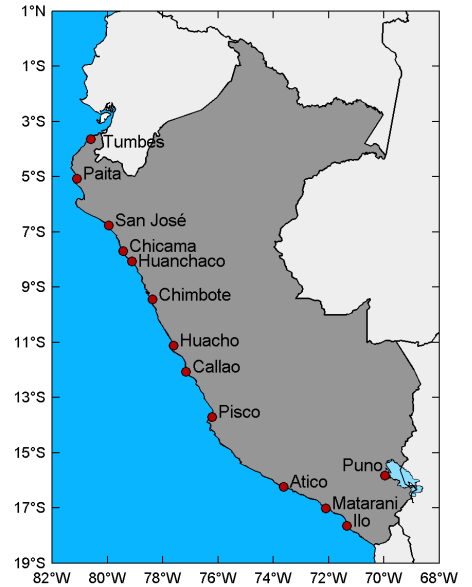 1°N
1°S
3°S
Tumbes
Paita
5°S
San José
7°S
Chicama
Huanchaco
9°S
Chimbote
Huacho
11°S
Callao
13°S
Pisco
15°S
Puno
Atico
Matarani
17°S
Ilo
19°S
82°W 80°W 78°W 76°W 74°W 72°W 70°W 68°W